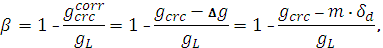 β = 1 – g_crc^corr / g_L = 1 – (g_crc – Δg) / g_L = 1 – (g_crc – m · δ_d) / g_L ,